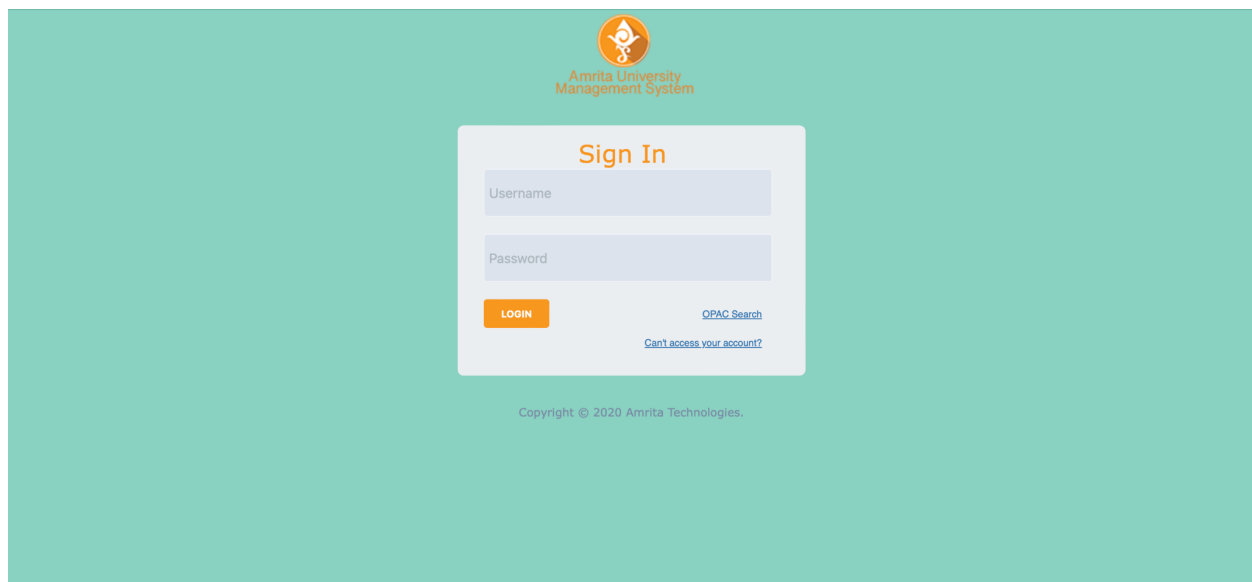 Amrita University
Management System
Sign In
Username
Password
LOGIN
OPAC Search
Can't access your account?
Copyright © 2020 Amrita Technologies.